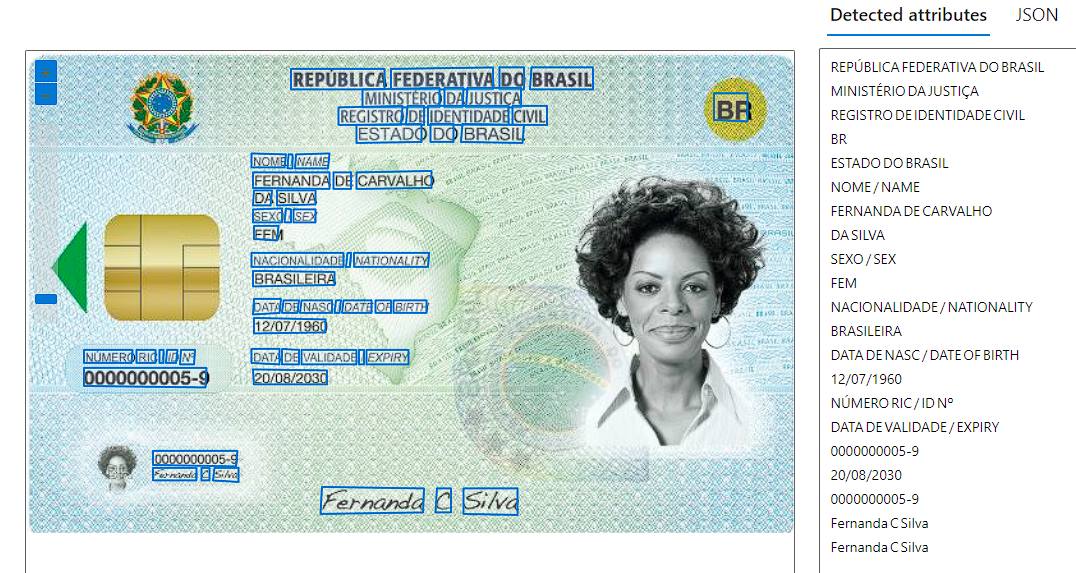 Detected attributes
JSON
REPÚBLICA FEDERATIVA DO BRASIL
MINISTÉRIO DA JUSTIÇA
REGISTRO DE IDENTIDADE CIVIL
ESTADO DO BRASIL
BR
NOME / NAME
FERNANDA DE CARVALHO
DA SILVA
SEXO / SEX
FEM
NACIONALIDADE / NATIONALITY
BRASILEIRA
DATA DE NASC / DATE OF BIRTH
12/07/1960
NÚMERO RIC / ID Nº
0000000005-9
DATA DE VALIDADE / EXPIRY
20/08/2030
0000000005-9
Fernanda C Silva
Fernanda C Silva
REPÚBLICA FEDERATIVA DO BRASIL
MINISTÉRIO DA JUSTIÇA
REGISTRO DE IDENTIDADE CIVIL
BR
ESTADO DO BRASIL
NOME / NAME
FERNANDA DE CARVALHO
DA SILVA
SEXO / SEX
FEM
NACIONALIDADE / NATIONALITY
BRASILEIRA
DATA DE NASC / DATE OF BIRTH
12/07/1960
NÚMERO RIC / ID Nº
DATA DE VALIDADE / EXPIRY
0000000005-9
20/08/2030
0000000005-9
Fernanda C Silva
Fernanda C Silva